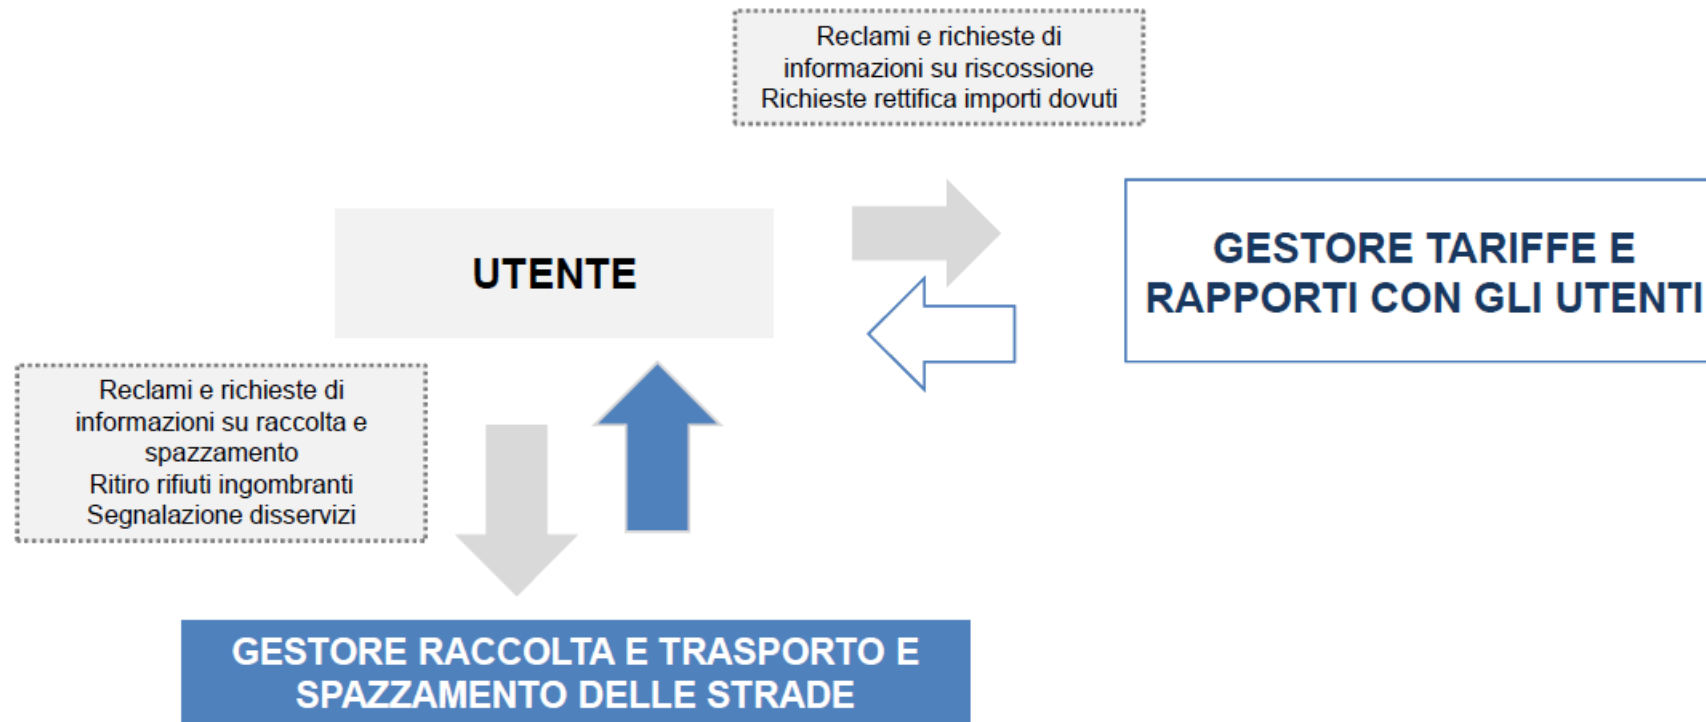 Reclami e richieste di
informazioni su riscossione
Richieste rettifica importi dovuti
UTENTE
GESTORE TARIFFE E
RAPPORTI CON GLI UTENTI
Reclami e richieste di
informazioni su raccolta e
spazzamento
Ritiro rifiuti ingombranti
Segnalazione disservizi
GESTORE RACCOLTA E TRASPORTO E
SPAZZAMENTO DELLE STRADE